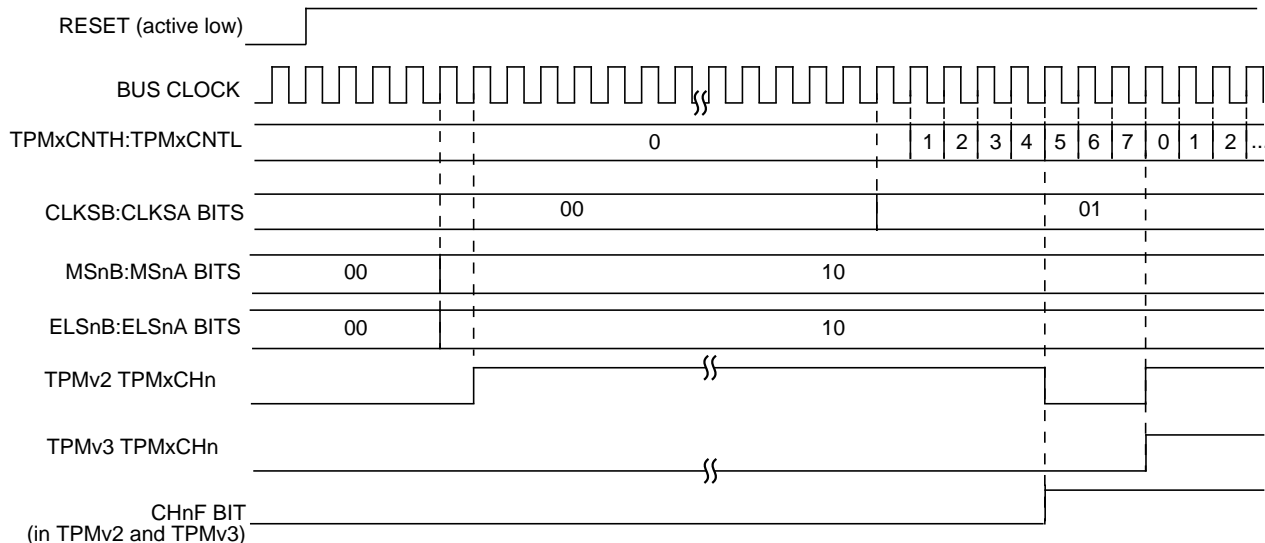 RESET (active low)
BUS CLOCK
TPMxCNTH:TPMxCNTL 0 1 2 3 4 5 6 7 0 1 2 ...
CLKSB:CLKSA BITS 00 01
MSnB:MSnA BITS 00 10
ELSnB:ELSnA BITS 00 10
TPMv2 TPMxCHn
TPMv3 TPMxCHn
CHnF BIT
(in TPMv2 and TPMv3)